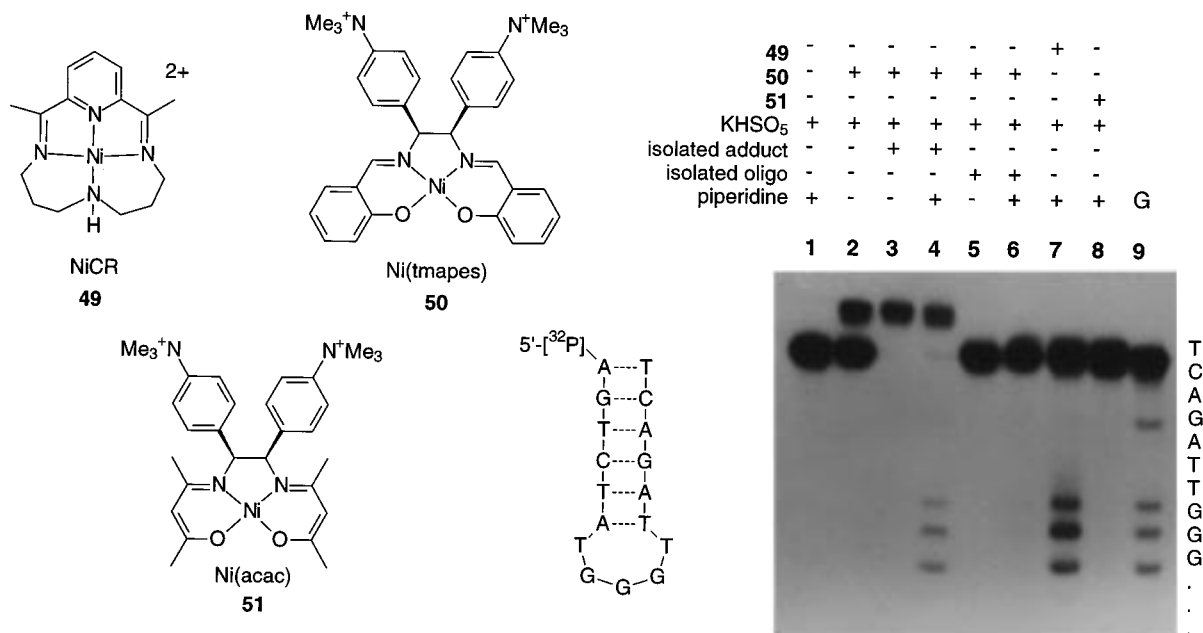 49 - - - - - - + -
50 - + + + + + - -
51 - - - - - - - +
KHSO₅ + + + + + + + +
isolated adduct - - + + - - - -
isolated oligo - - - - + + - -
piperidine + - - + - + + + G
1 2 3 4 5 6 7 8 9
2+
N
N Ni N
N
H
NiCR
49
Me₃⁺N N⁺Me₃
N N
Ni
O O
Ni(tmapes)
50
Me₃⁺N N⁺Me₃
N N
Ni
O O
Ni(acac)
51
5'-[³²P]
A----T
G----C
T----A
C----G
T----A
A----T
T T
G G G
T
C
A
G
A
T
T
G
G
G
.
.
.